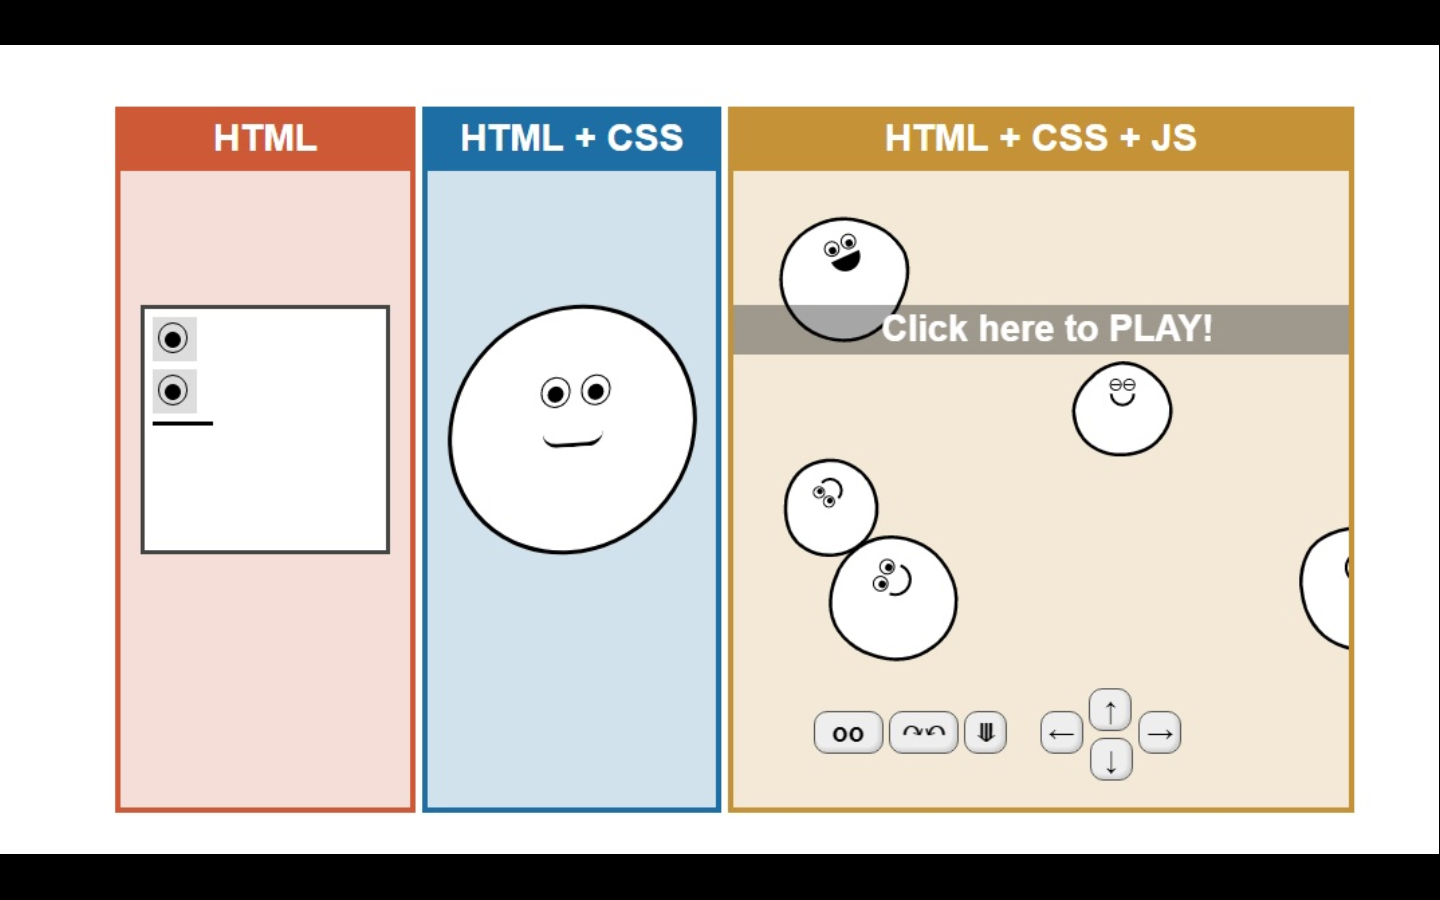 HTML
HTML + CSS
HTML + CSS + JS
Click here to PLAY!
oo
↷↶
⤋
←
↑
↓
→